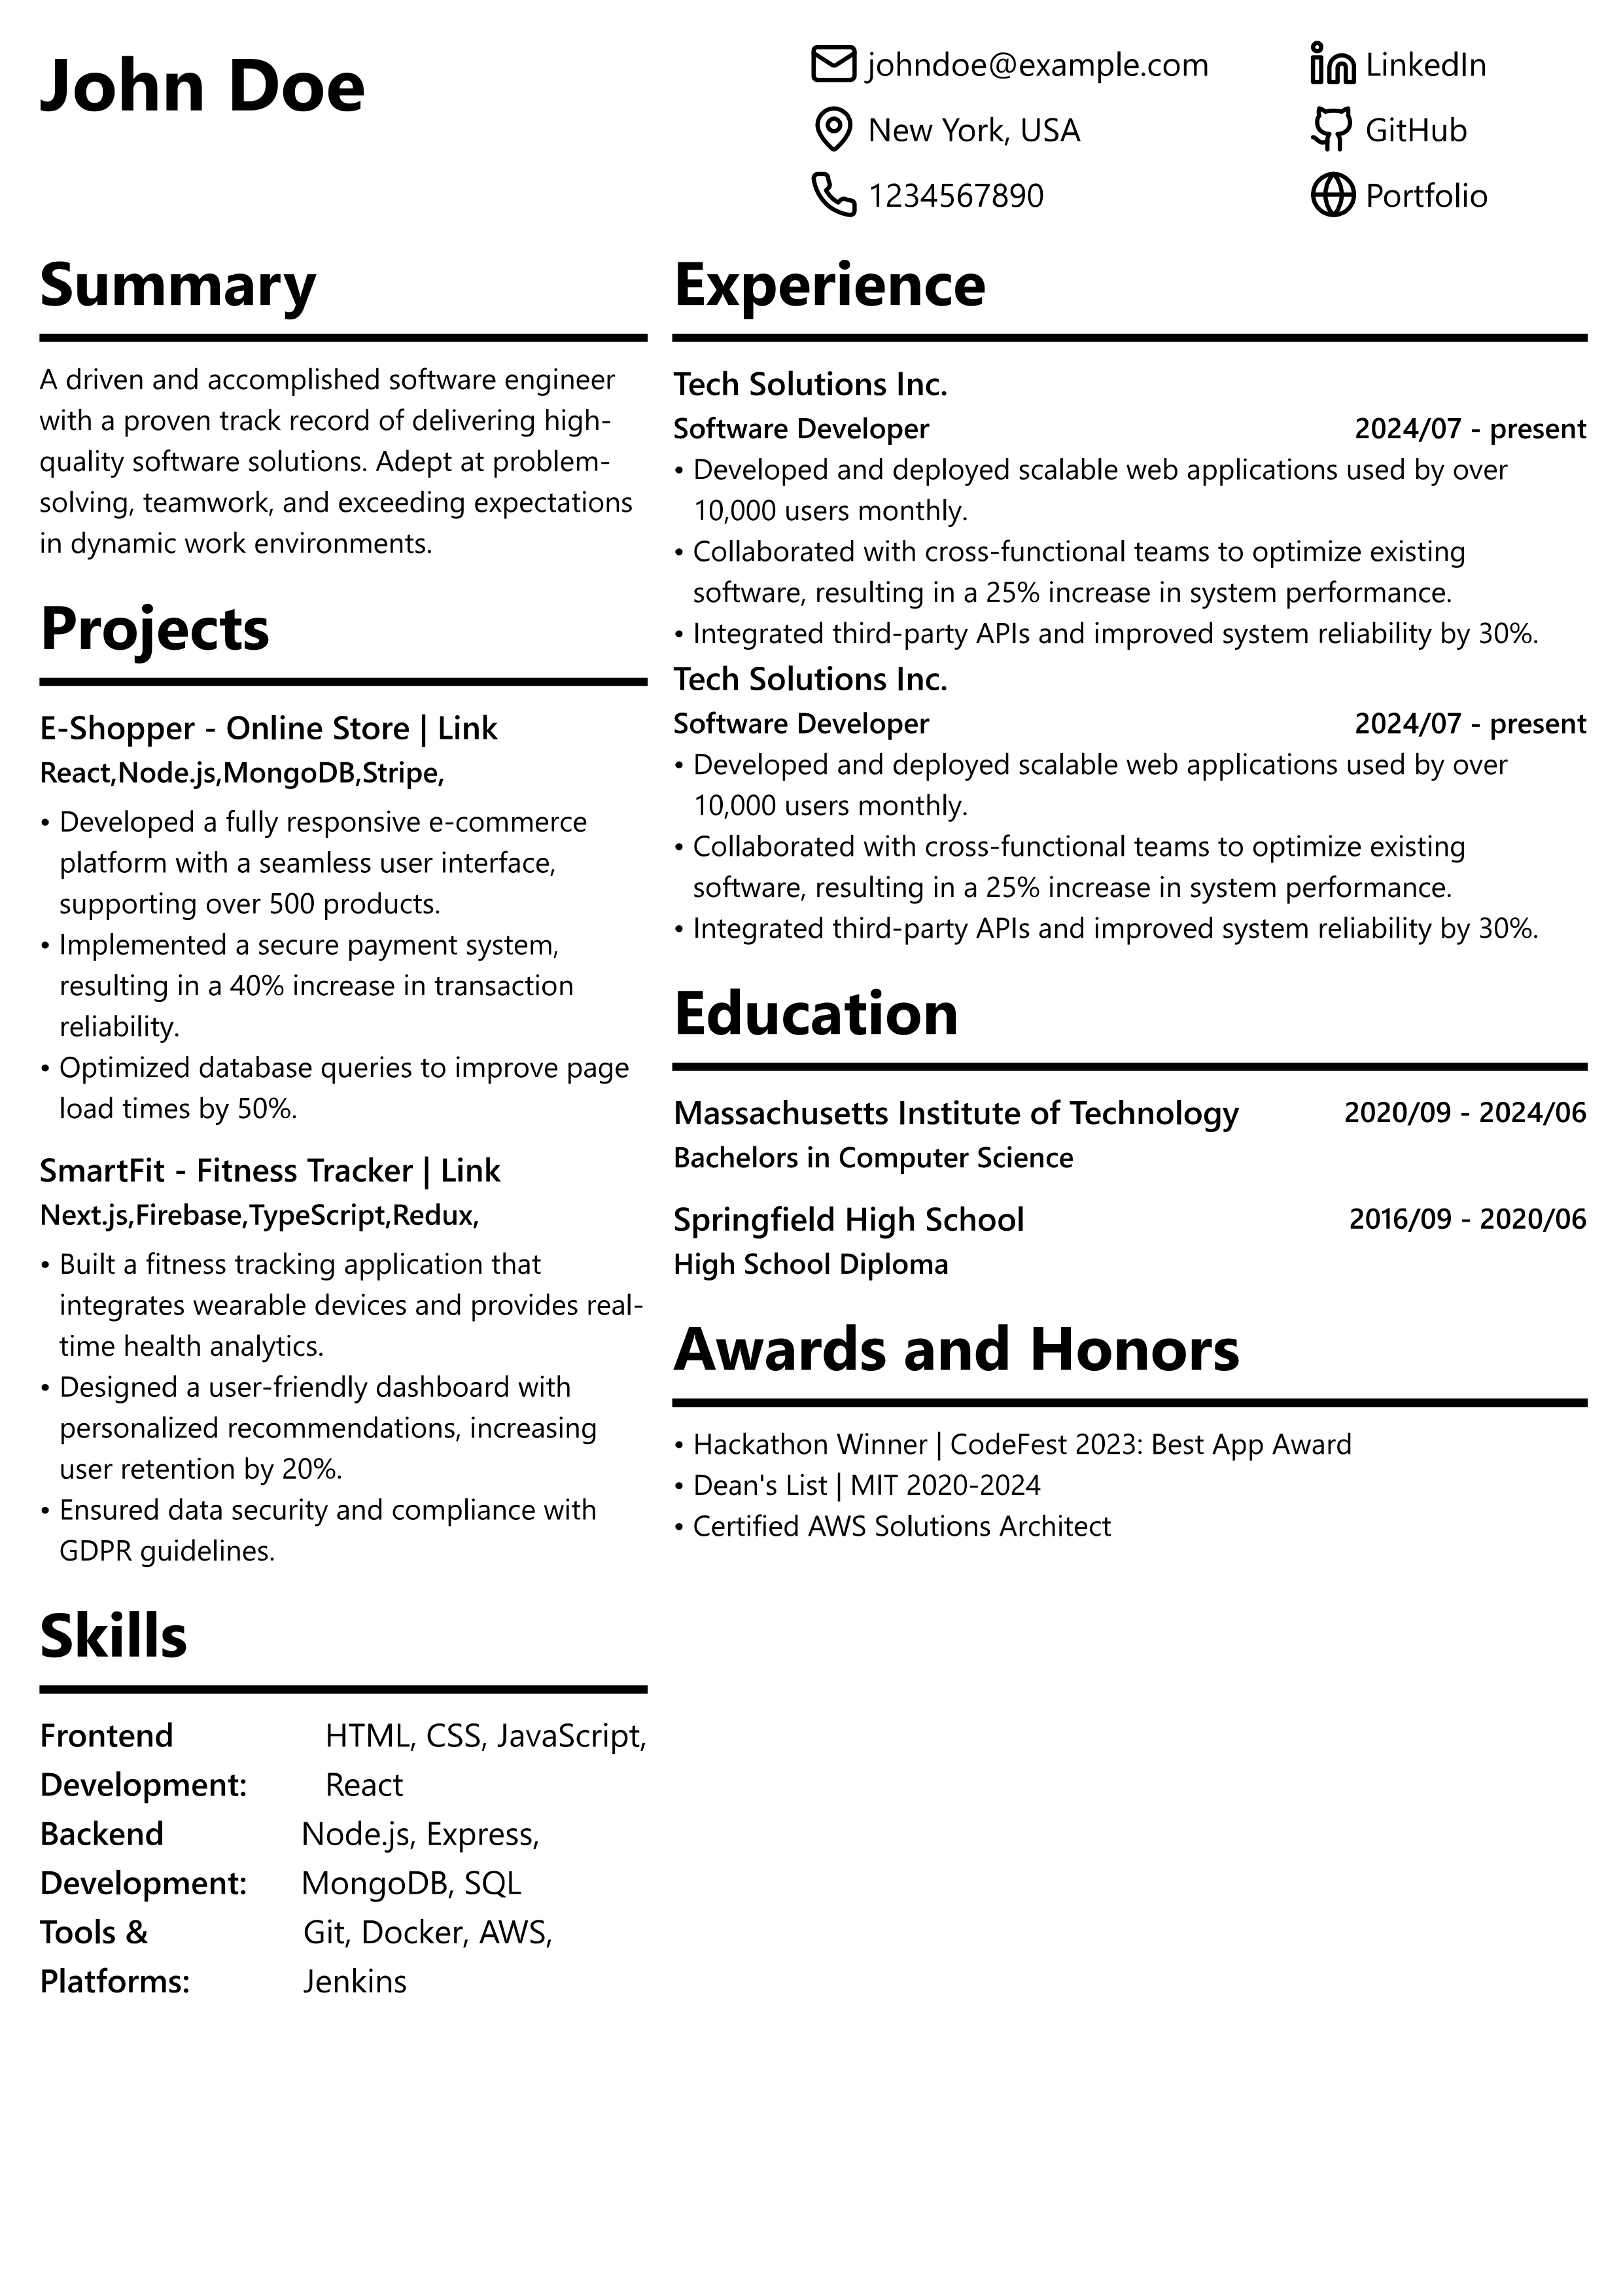 John Doe
johndoe@example.com
LinkedIn
New York, USA
GitHub
1234567890
Portfolio
Summary
A driven and accomplished software engineer
with a proven track record of delivering high-
quality software solutions. Adept at problem-
solving, teamwork, and exceeding expectations
in dynamic work environments.
Projects
E-Shopper - Online Store | Link
React,Node.js,MongoDB,Stripe,
• Developed a fully responsive e-commerce
platform with a seamless user interface,
supporting over 500 products.
• Implemented a secure payment system,
resulting in a 40% increase in transaction
reliability.
• Optimized database queries to improve page
load times by 50%.
SmartFit - Fitness Tracker | Link
Next.js,Firebase,TypeScript,Redux,
• Built a fitness tracking application that
integrates wearable devices and provides real-
time health analytics.
• Designed a user-friendly dashboard with
personalized recommendations, increasing
user retention by 20%.
• Ensured data security and compliance with
GDPR guidelines.
Skills
Frontend HTML, CSS, JavaScript,
Development: React
Backend Node.js, Express,
Development: MongoDB, SQL
Tools & Git, Docker, AWS,
Platforms: Jenkins
Experience
Tech Solutions Inc.
Software Developer 2024/07 - present
• Developed and deployed scalable web applications used by over
10,000 users monthly.
• Collaborated with cross-functional teams to optimize existing
software, resulting in a 25% increase in system performance.
• Integrated third-party APIs and improved system reliability by 30%.
Tech Solutions Inc.
Software Developer 2024/07 - present
• Developed and deployed scalable web applications used by over
10,000 users monthly.
• Collaborated with cross-functional teams to optimize existing
software, resulting in a 25% increase in system performance.
• Integrated third-party APIs and improved system reliability by 30%.
Education
Massachusetts Institute of Technology 2020/09 - 2024/06
Bachelors in Computer Science
Springfield High School 2016/09 - 2020/06
High School Diploma
Awards and Honors
• Hackathon Winner | CodeFest 2023: Best App Award
• Dean's List | MIT 2020-2024
• Certified AWS Solutions Architect